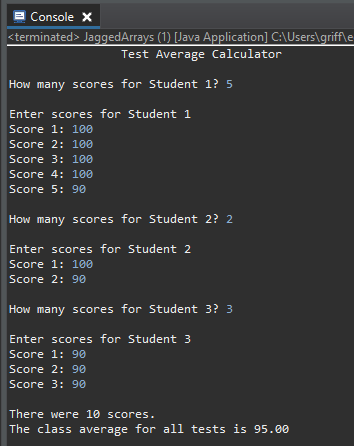 Console
<terminated> JaggedArrays (1) [Java Application] C:\Users\griff\e
Test Average Calculator
How many scores for Student 1? 5
Enter scores for Student 1
Score 1: 100
Score 2: 100
Score 3: 100
Score 4: 100
Score 5: 90
How many scores for Student 2? 2
Enter scores for Student 2
Score 1: 100
Score 2: 90
How many scores for Student 3? 3
Enter scores for Student 3
Score 1: 90
Score 2: 90
Score 3: 90
There were 10 scores.
The class average for all tests is 95.00